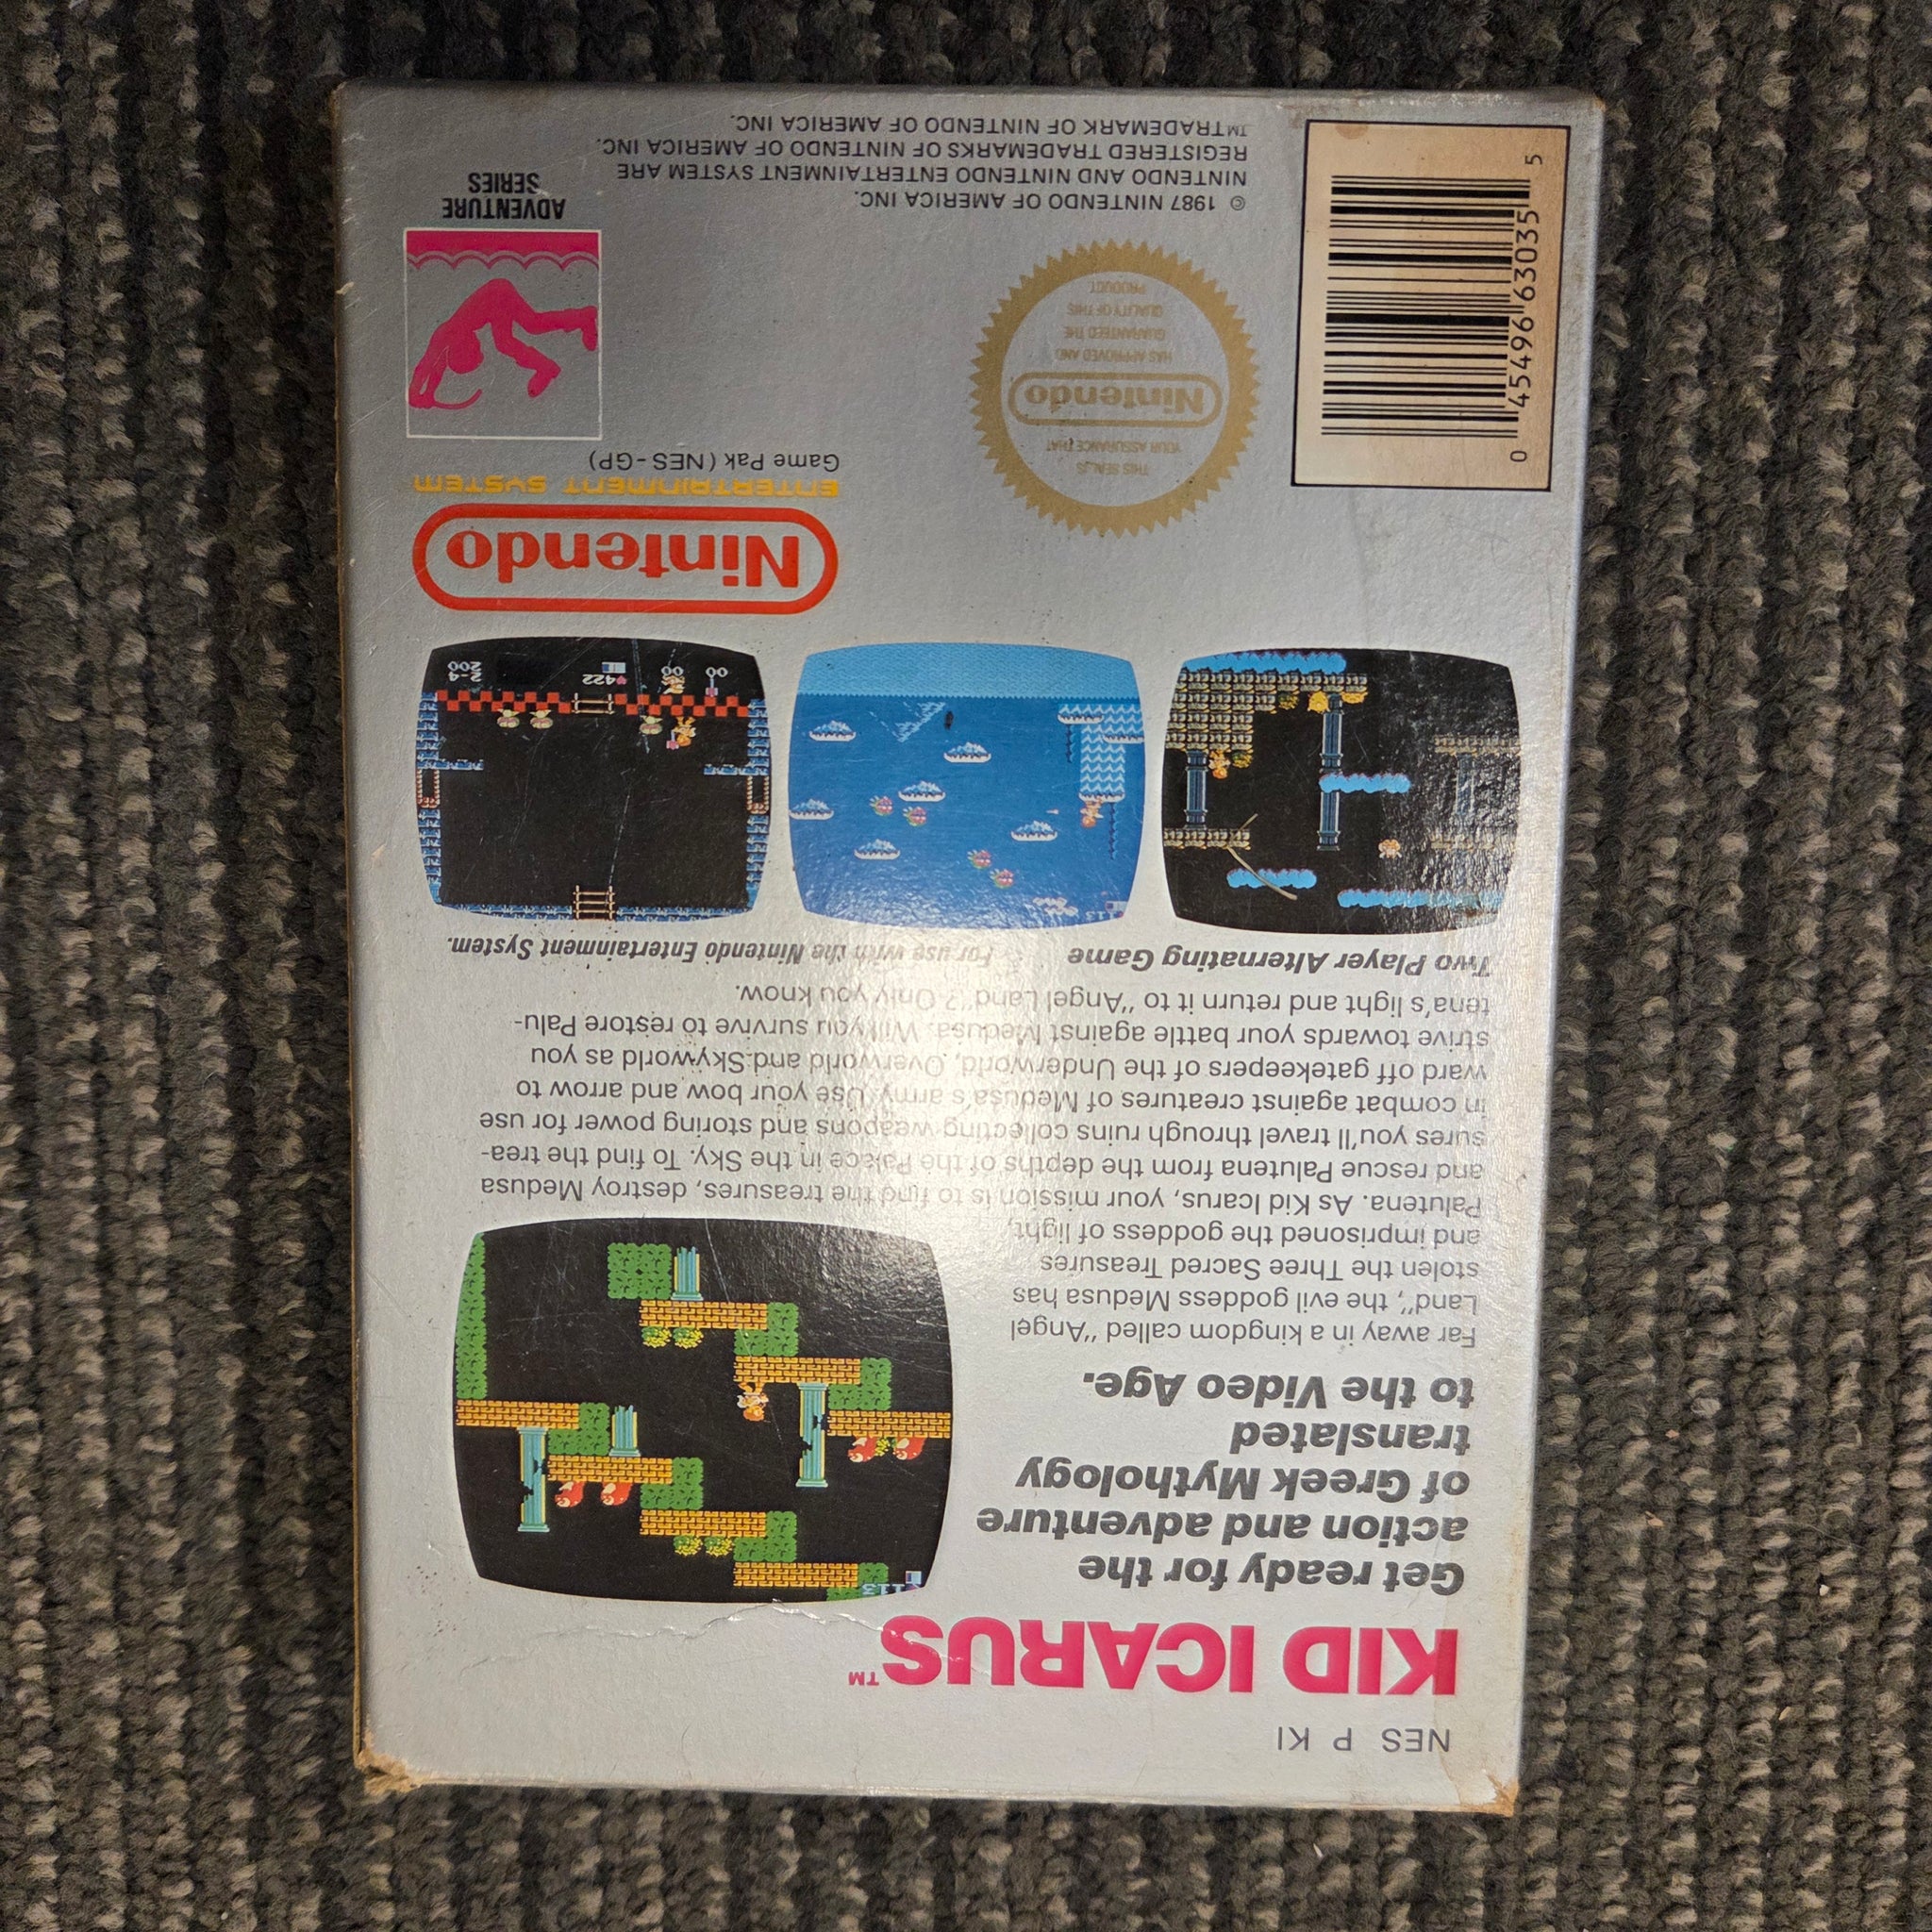 NES P KI
KID ICARUS™
Get ready for the
action and adventure
of Greek Mythology
translated
to the Video Age.
113
Far away in a kingdom called "Angel
Land", the evil goddess Medusa has
stolen the Three Sacred Treasures
and imprisoned the goddess of light,
Palutena. As Kid Icarus, your mission is to find the treasures, destroy Medusa
and rescue Palutena from the depths of the Palace in the Sky. To find the trea-
sures you'll travel through ruins collecting weapons and storing power for use
in combat against creatures of Medusa's army. Use your bow and arrow to
ward off gatekeepers of the Underworld, Overworld and Skyworld as you
strive towards your battle against Medusa. Will you survive to restore Palu-
tena's light and return it to "Angel Land"? Only you know.
Two Player Alternating Game
For use with the Nintendo Entertainment System.
113
00 00 422 2-4
200
Nintendo
ENTERTAINMENT SYSTEM
Game Pak (NES-GP)
ADVENTURE
SERIES
THIS SEAL IS
YOUR ASSURANCE THAT
Nintendo
HAS APPROVED AND
GUARANTEED THE
QUALITY OF THIS
PRODUCT
© 1987 NINTENDO OF AMERICA INC.
NINTENDO AND NINTENDO ENTERTAINMENT SYSTEM ARE
REGISTERED TRADEMARKS OF NINTENDO OF AMERICA INC.
™TRADEMARK OF NINTENDO OF AMERICA INC.
0 45496 63035 5